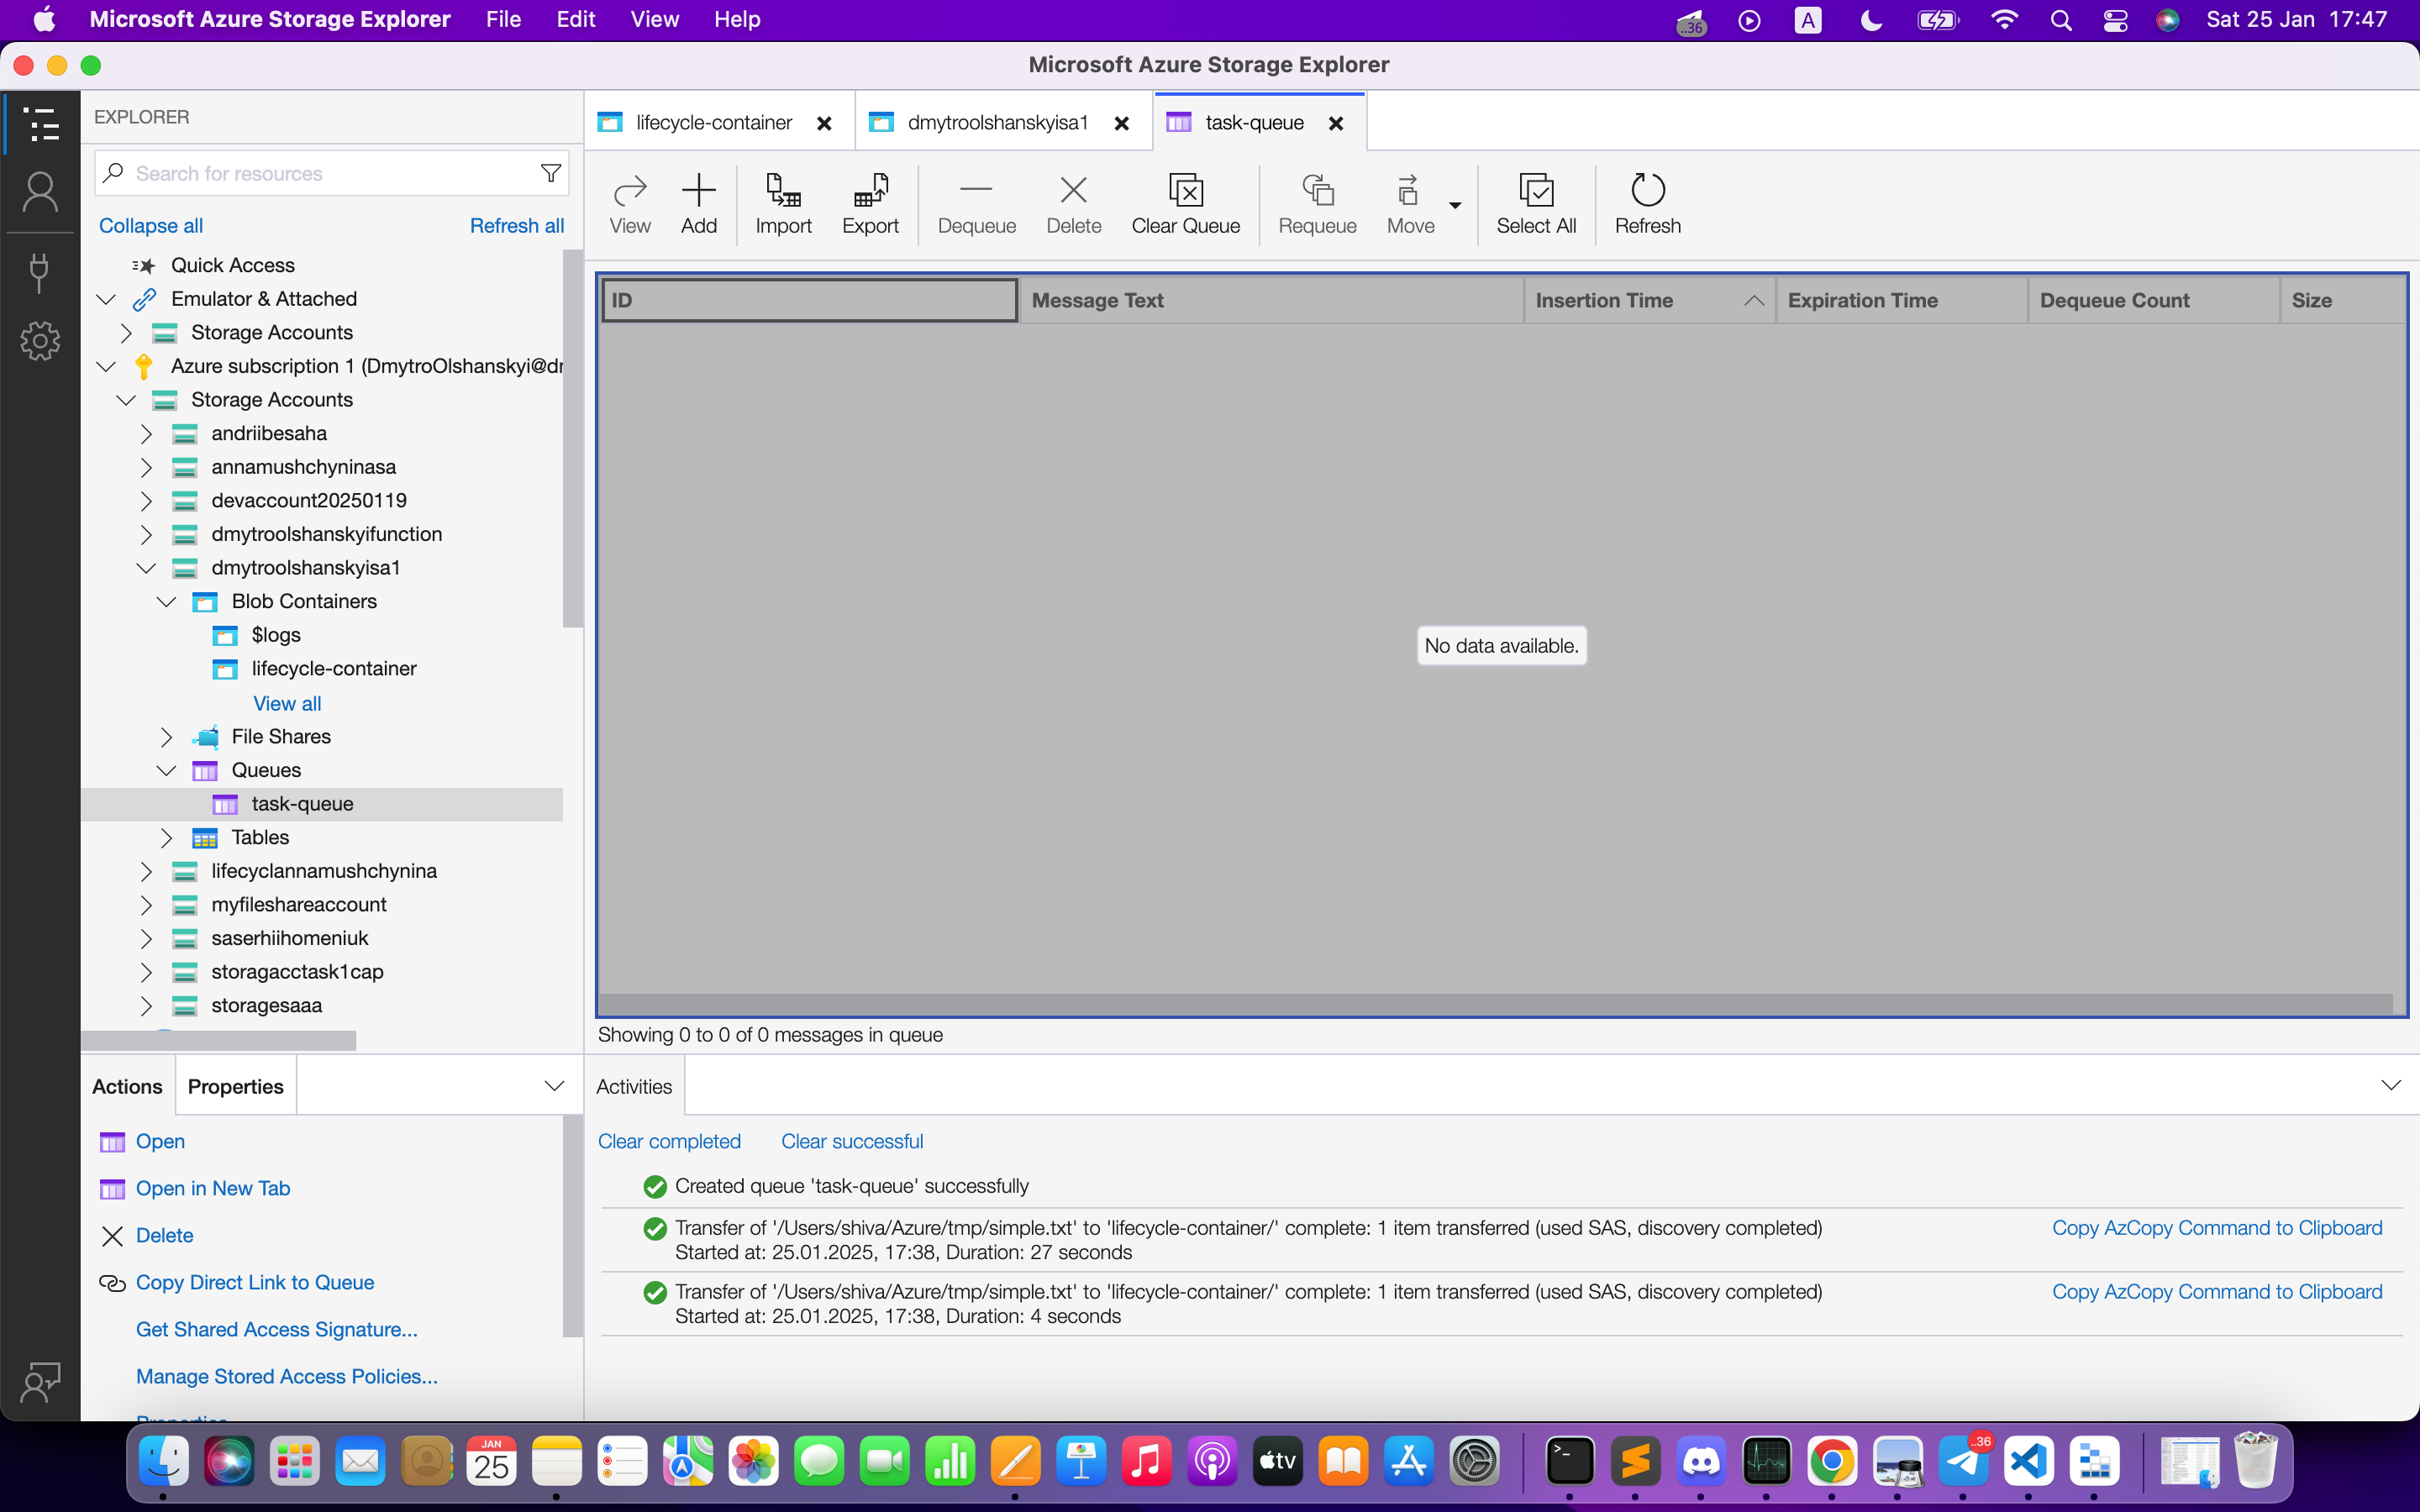 Microsoft Azure Storage Explorer File Edit View Help
..36 A Sat 25 Jan 17:47
Microsoft Azure Storage Explorer
EXPLORER
Search for resources
Collapse all Refresh all
Quick Access
Emulator & Attached
Storage Accounts
Azure subscription 1 (DmytroOlshanskyi@dr
Storage Accounts
andriibesaha
annamushchyninasa
devaccount20250119
dmytroolshanskyifunction
dmytroolshanskyisa1
Blob Containers
$logs
lifecycle-container
View all
File Shares
Queues
task-queue
Tables
lifecyclannamushchynina
myfileshareaccount
saserhiihomeniuk
storagacctask1cap
storagesaaa
Actions Properties
Open
Open in New Tab
Delete
Copy Direct Link to Queue
Get Shared Access Signature...
Manage Stored Access Policies...
lifecycle-container dmytroolshanskyisa1 task-queue
View Add Import Export Dequeue Delete Clear Queue Requeue Move Select All Refresh
ID Message Text Insertion Time Expiration Time Dequeue Count Size
No data available.
Showing 0 to 0 of 0 messages in queue
Activities
Clear completed Clear successful
Created queue 'task-queue' successfully
Transfer of '/Users/shiva/Azure/tmp/simple.txt' to 'lifecycle-container/' complete: 1 item transferred (used SAS, discovery completed) Copy AzCopy Command to Clipboard
Started at: 25.01.2025, 17:38, Duration: 27 seconds
Transfer of '/Users/shiva/Azure/tmp/simple.txt' to 'lifecycle-container/' complete: 1 item transferred (used SAS, discovery completed) Copy AzCopy Command to Clipboard
Started at: 25.01.2025, 17:38, Duration: 4 seconds
JAN
25
tv
..36